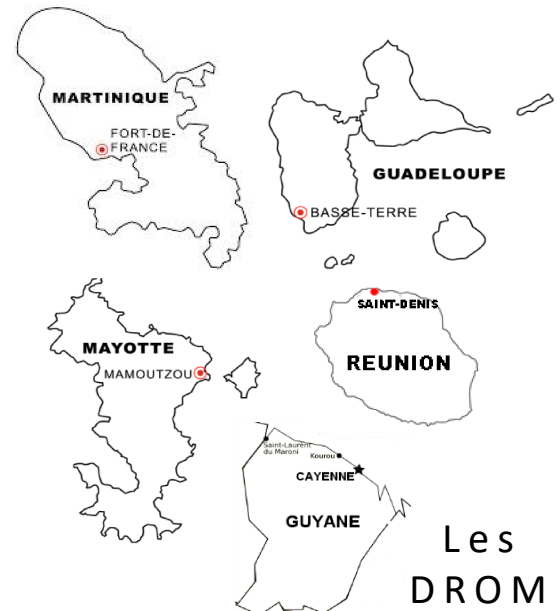 MARTINIQUE
FORT-DE-
FRANCE
GUADELOUPE
BASSE-TERRE
MAYOTTE
MAMOUTZOU
SAINT-DENIS
REUNION
Saint-Laurent
du Maroni
Kourou
CAYENNE
GUYANE
Les
DROM